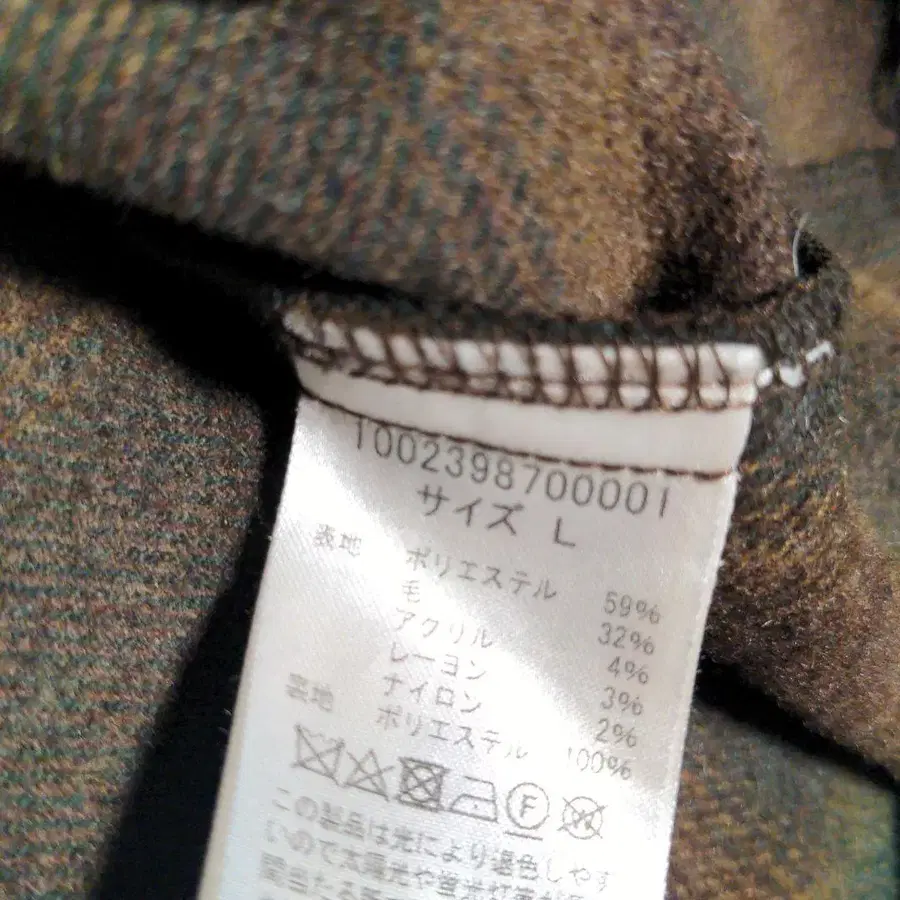 1002398700001
サイズ L
表地 ポリエステル 59%
毛 32%
アクリル 4%
レーヨン 3%
ナイロン 2%
裏地 ポリエステル 100%
F W
この製品は光により退色しやす
いので太陽光や蛍光灯等が